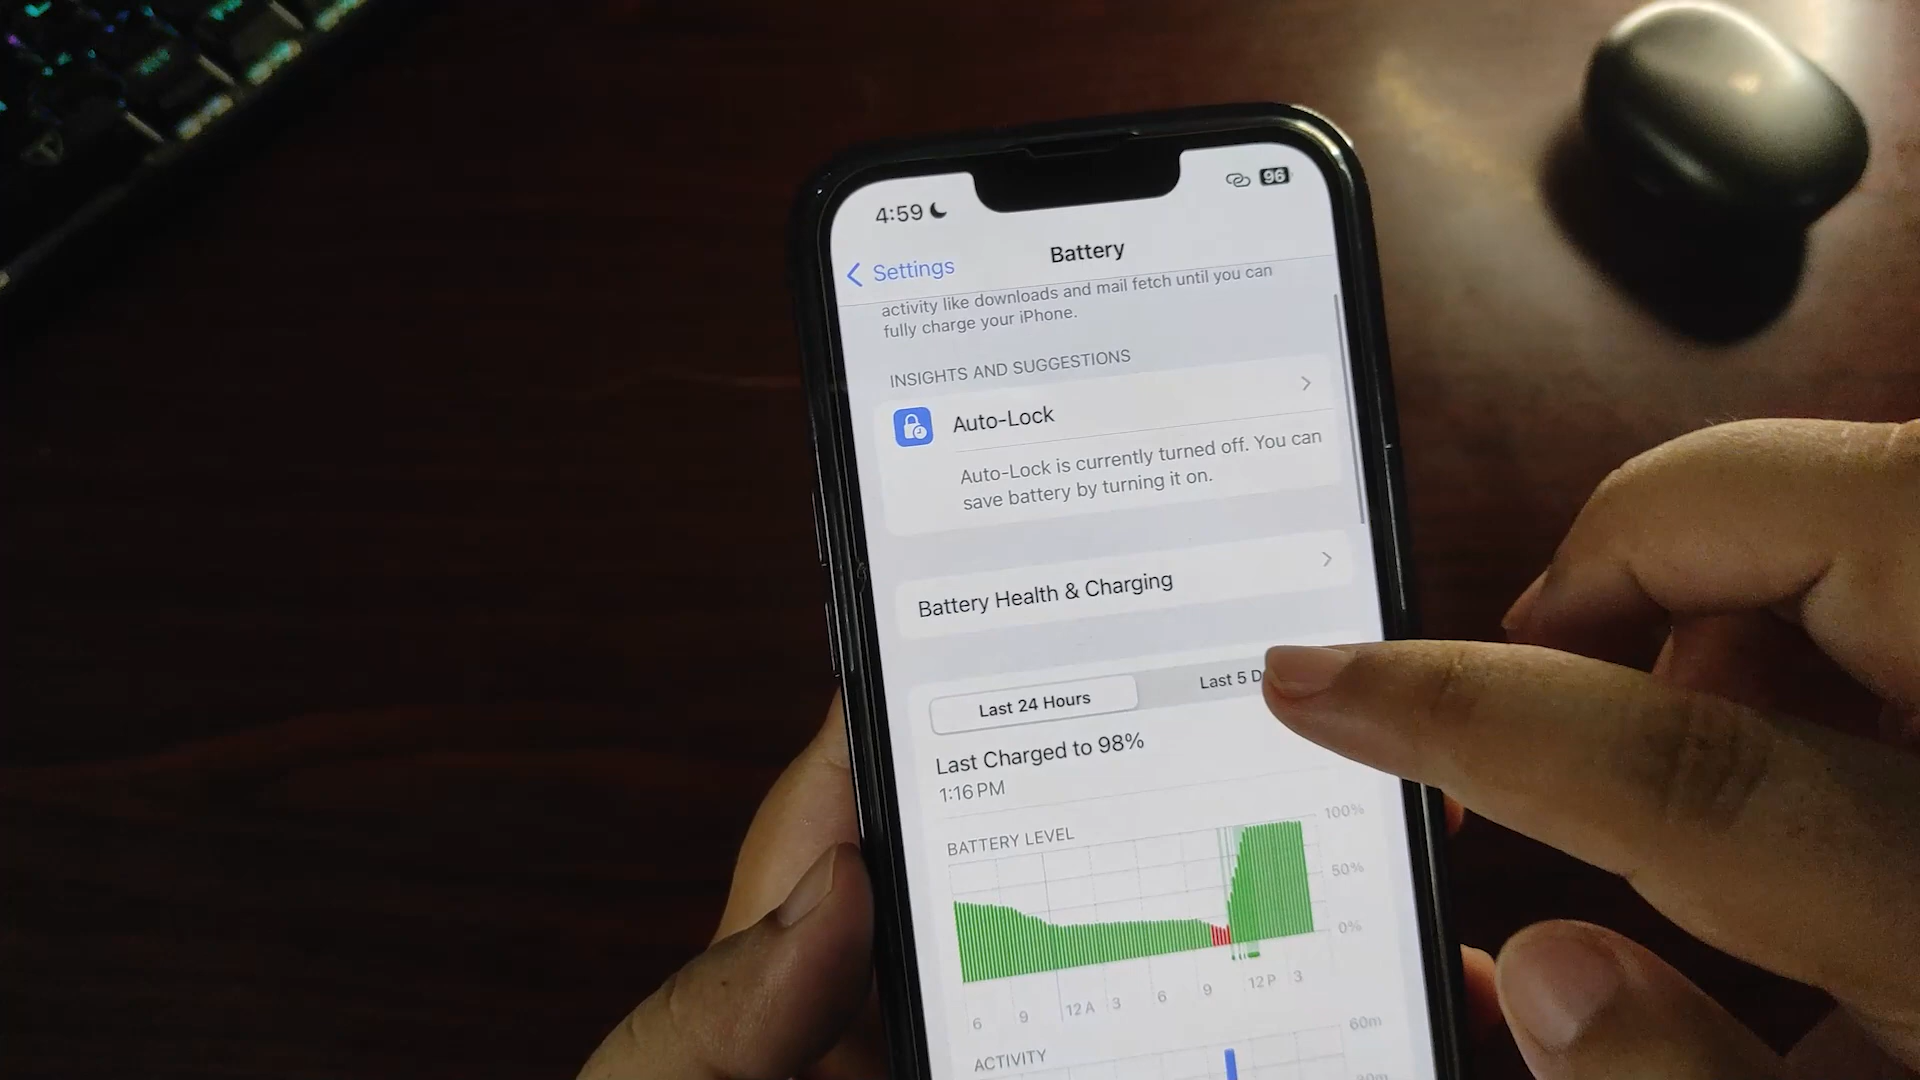 4:59
96
Settings
Battery
activity like downloads and mail fetch until you can
fully charge your iPhone.
INSIGHTS AND SUGGESTIONS
Auto-Lock
Auto-Lock is currently turned off. You can
save battery by turning it on.
Battery Health & Charging
Last 24 Hours
Last 5 D
Last Charged to 98%
1:16 PM
BATTERY LEVEL
100%
50%
0%
6 9 12 A 3 6 9 12 P 3
ACTIVITY
60m